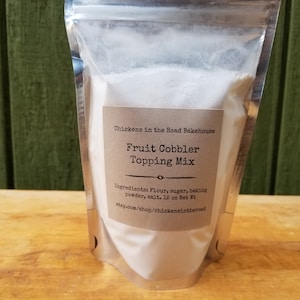 Chickens in the Road Bakehouse
Fruit Cobbler
Topping Mix
Ingredients: Flour, sugar, baking
powder, salt. 12 oz Net Wt
etsy.com/shop/chickensintheroad